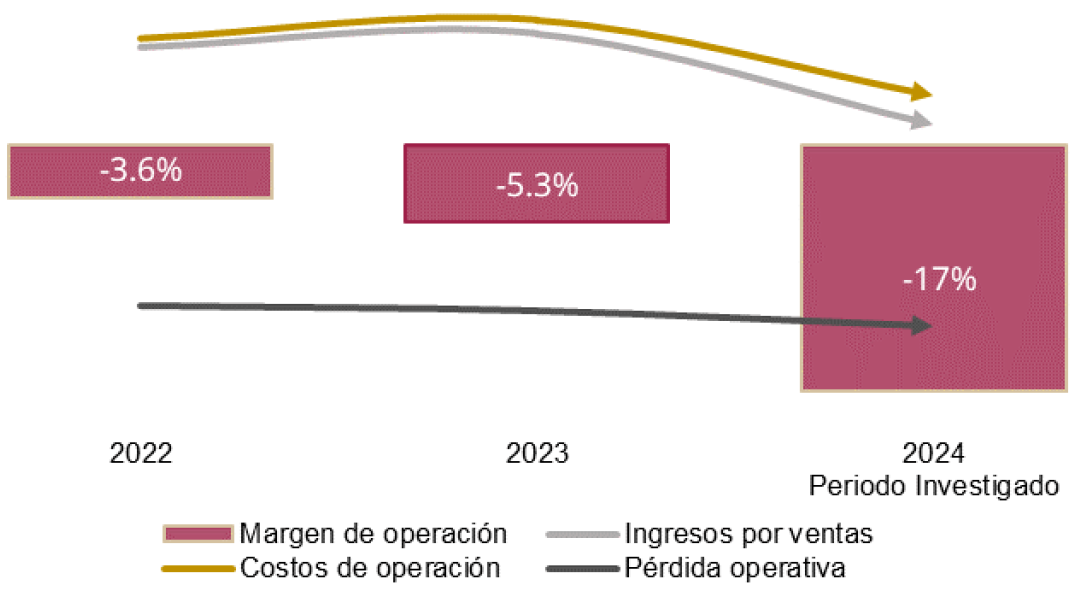 -3.6%
-5.3%
-17%
2022
2023
2024
Periodo Investigado
Margen de operación
Ingresos por ventas
Costos de operación
Pérdida operativa